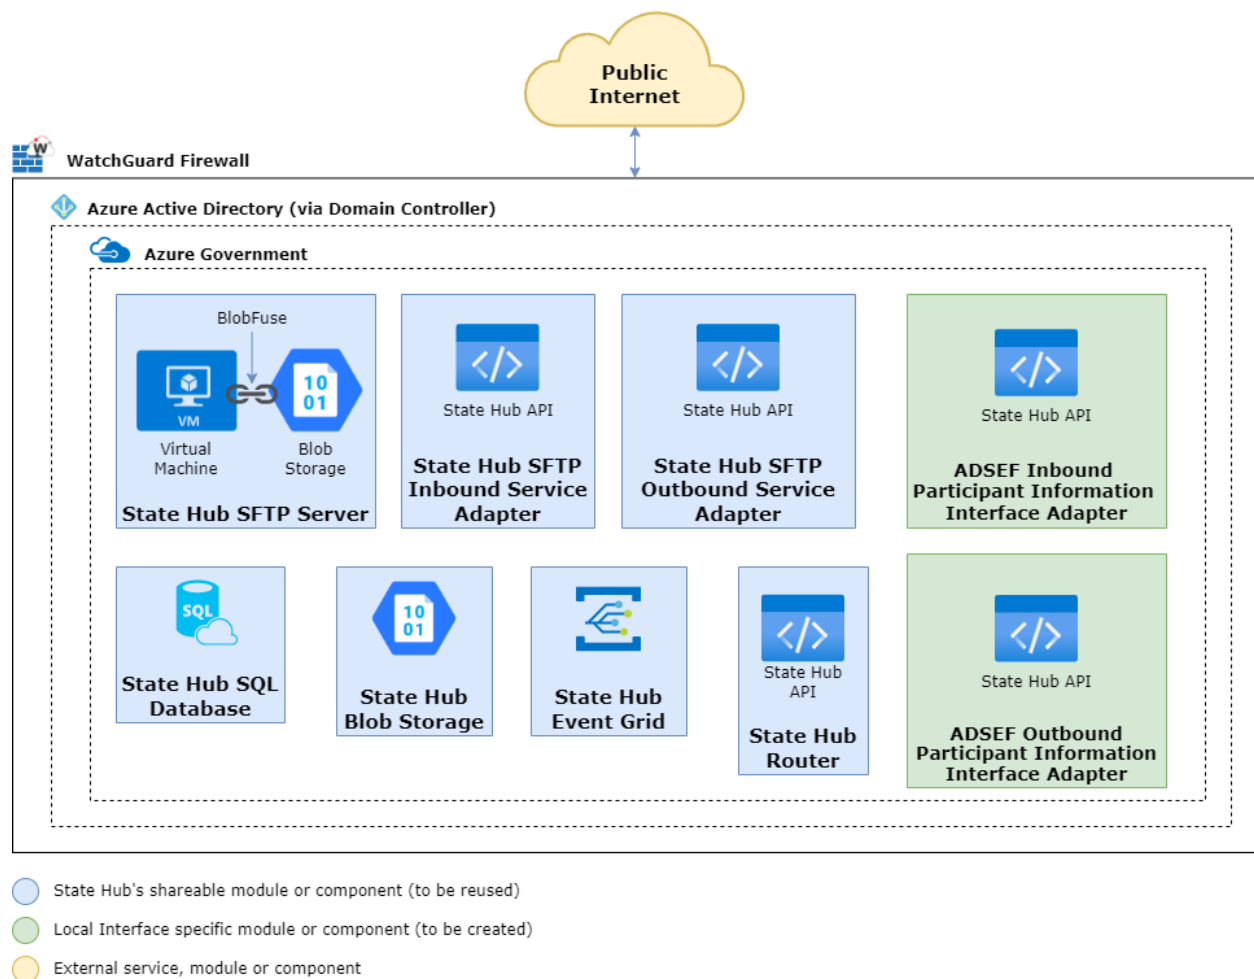 Public
Internet
W
WatchGuard Firewall
Azure Active Directory (via Domain Controller)
Azure Government
BlobFuse
VM
10
01
Virtual
Machine
Blob
Storage
State Hub SFTP Server
State Hub API
State Hub SFTP
Inbound Service
Adapter
State Hub API
State Hub SFTP
Outbound Service
Adapter
State Hub API
ADSEF Inbound
Participant Information
Interface Adapter
SQL
State Hub SQL
Database
10
01
State Hub
Blob Storage
State Hub
Event Grid
State Hub
API
State Hub
Router
State Hub API
ADSEF Outbound
Participant Information
Interface Adapter
State Hub's shareable module or component (to be reused)
Local Interface specific module or component (to be created)
External service, module or component